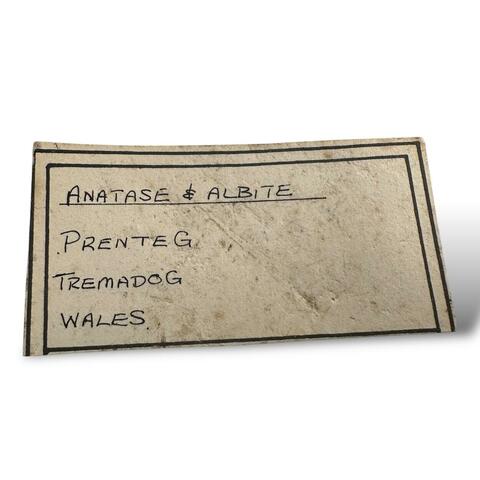 ANATASE & ALBITE
PRENTEG
TREMADOG
WALES.